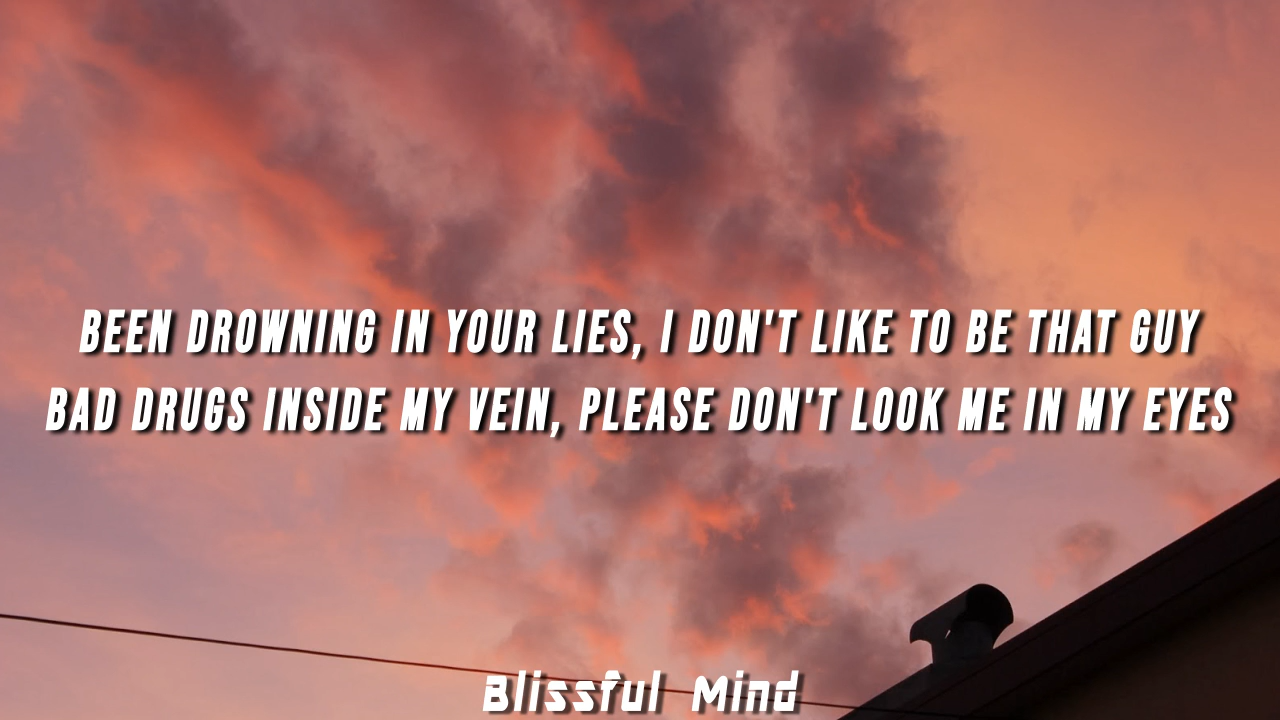 BEEN DROWNING IN YOUR LIES, I DON'T LIKE TO BE THAT GUY
BAD DRUGS INSIDE MY VEIN, PLEASE DON'T LOOK ME IN MY EYES
Blissful Mind